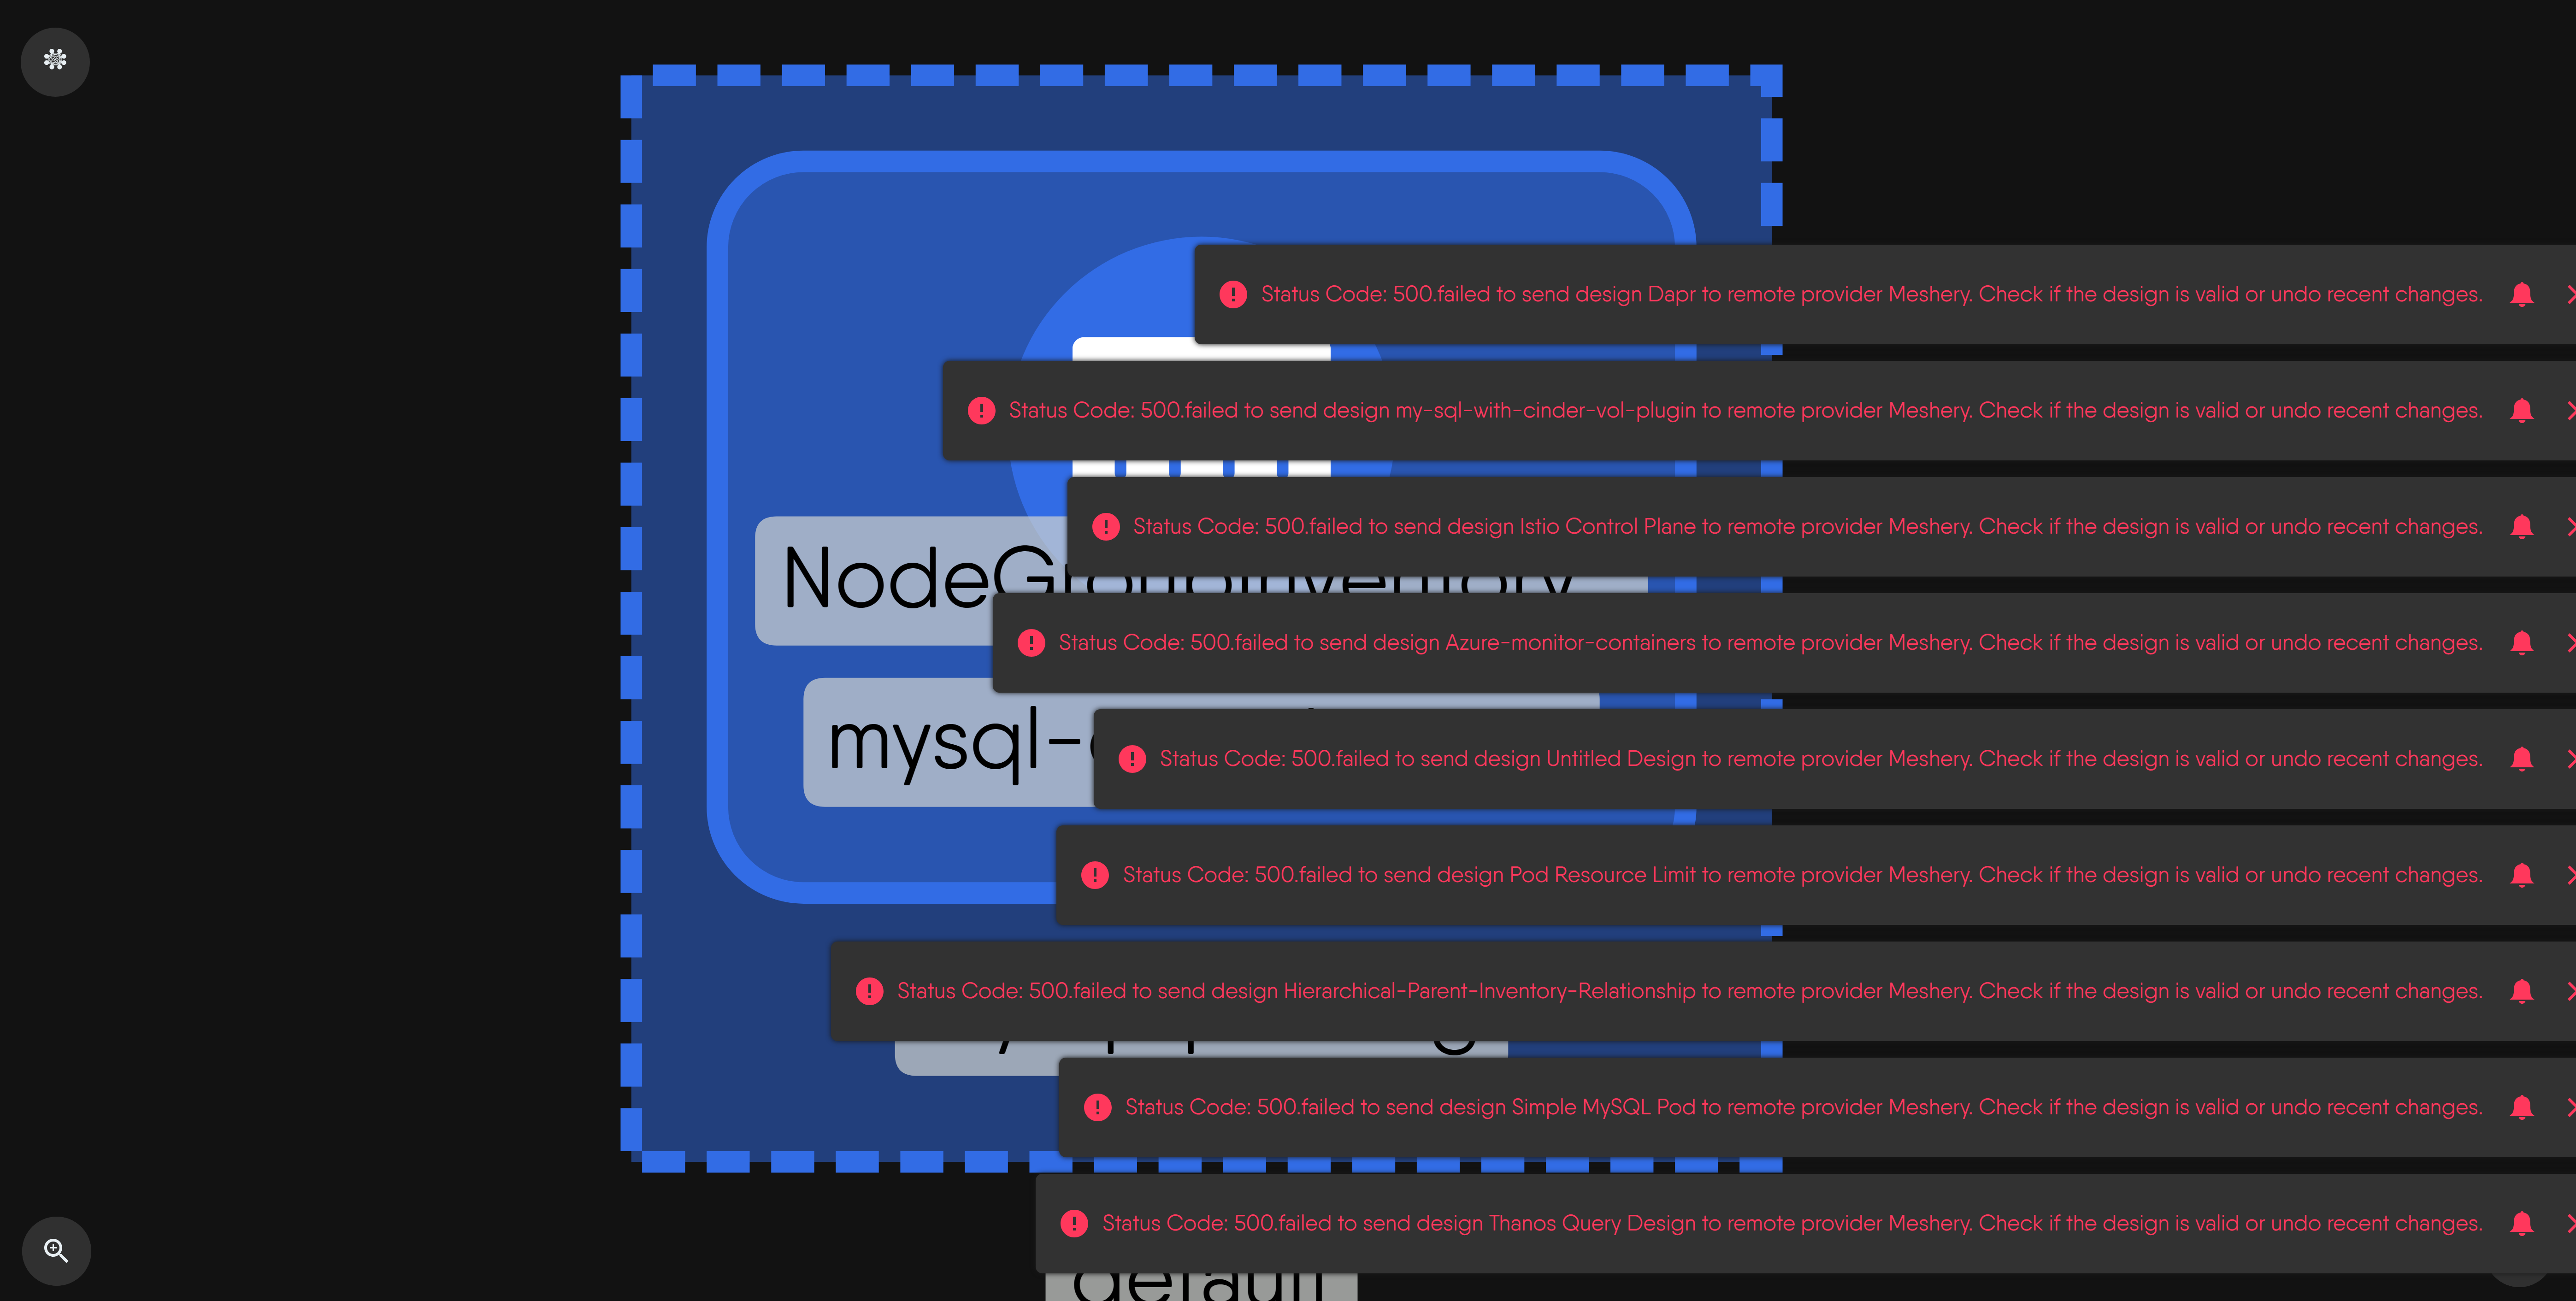 Status Code: 500.failed to send design Dapr to remote provider Meshery. Check if the design is valid or undo recent changes.
Status Code: 500.failed to send design my-sql-with-cinder-vol-plugin to remote provider Meshery. Check if the design is valid or undo recent changes.
Status Code: 500.failed to send design Istio Control Plane to remote provider Meshery. Check if the design is valid or undo recent changes.
NodeGroupInventory
Status Code: 500.failed to send design Azure-monitor-containers to remote provider Meshery. Check if the design is valid or undo recent changes.
mysql-
Status Code: 500.failed to send design Untitled Design to remote provider Meshery. Check if the design is valid or undo recent changes.
Status Code: 500.failed to send design Pod Resource Limit to remote provider Meshery. Check if the design is valid or undo recent changes.
Status Code: 500.failed to send design Hierarchical-Parent-Inventory-Relationship to remote provider Meshery. Check if the design is valid or undo recent changes.
Status Code: 500.failed to send design Simple MySQL Pod to remote provider Meshery. Check if the design is valid or undo recent changes.
Status Code: 500.failed to send design Thanos Query Design to remote provider Meshery. Check if the design is valid or undo recent changes.
default